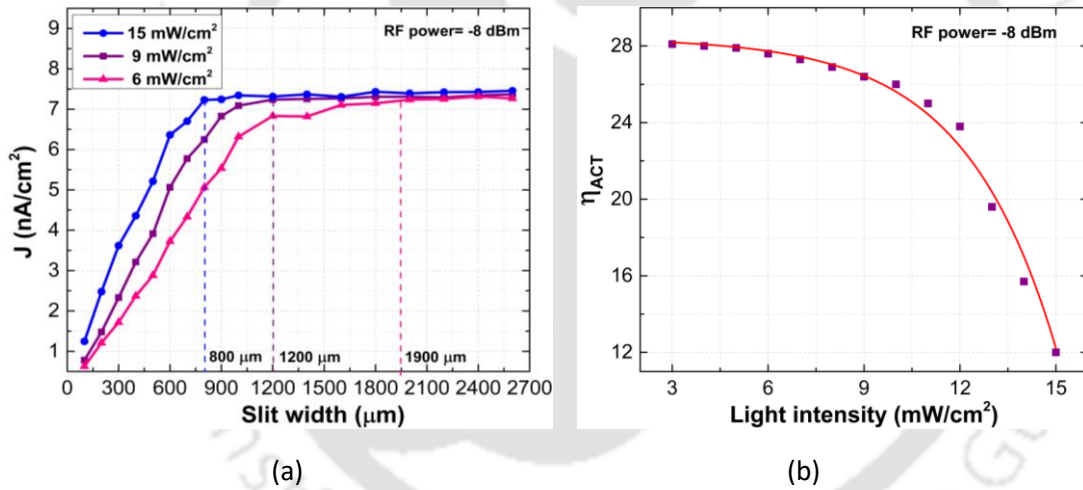 15 mW/cm²
9 mW/cm²
6 mW/cm²
RF power= -8 dBm
9
8
7
6
5
4
3
2
1
J (nA/cm²)
800 μm
1200 μm
1900 μm
0 300 600 900 1200 1500 1800 2100 2400 2700
Slit width (μm)
(a)
(b)
RF power= -8 dBm
28
24
20
16
12
ηACT
3 6 9 12 15
Light intensity (mW/cm²)